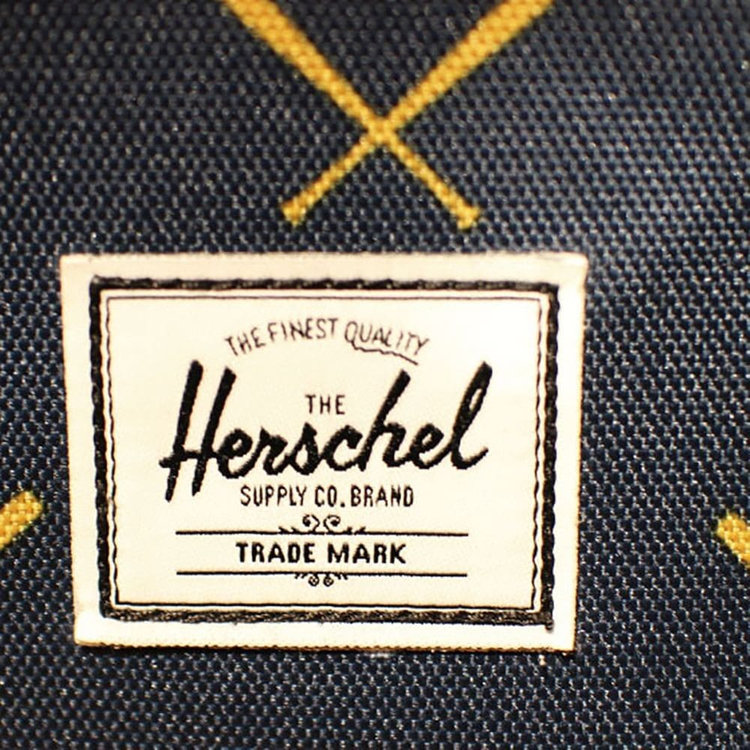 THE FINEST QUALITY
THE
Herschel
SUPPLY CO. BRAND
TRADE MARK